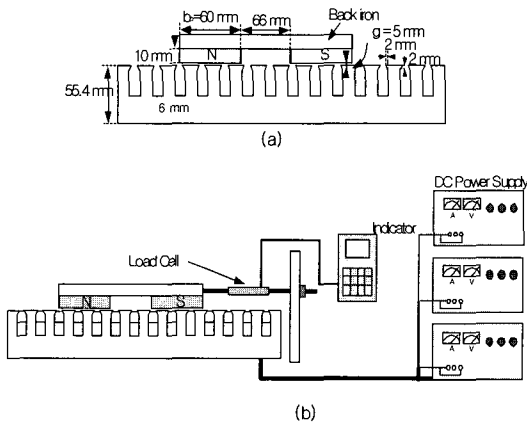 b=60 mm
66 mm
Back iron
g = 5 mm
2 mm
10 mm
N
S
2 mm
55.4 mm
6 mm
(a)
DC Power Supply
A V
Indicator
Load Cell
A V
N
S
A V
(b)